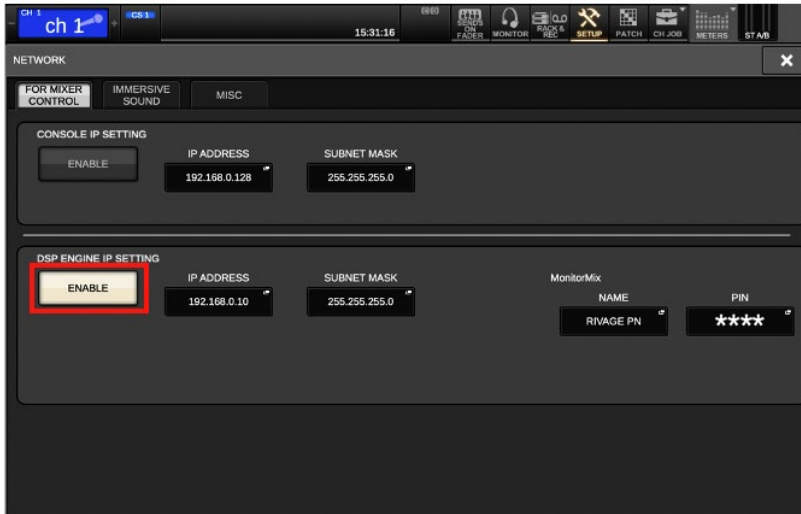 CH 1
ch 1
CS 1
15:31:16
SENDS ON FADER
MONITOR
RACK & REC
SETUP
PATCH
CH JOB
METERS
ST A/B
NETWORK
FOR MIXER CONTROL
IMMERSIVE SOUND
MISC
CONSOLE IP SETTING
ENABLE
IP ADDRESS
192.168.0.128
SUBNET MASK
255.255.255.0
DSP ENGINE IP SETTING
ENABLE
IP ADDRESS
192.168.0.10
SUBNET MASK
255.255.255.0
MonitorMix
NAME
RIVAGE PN
PIN
****